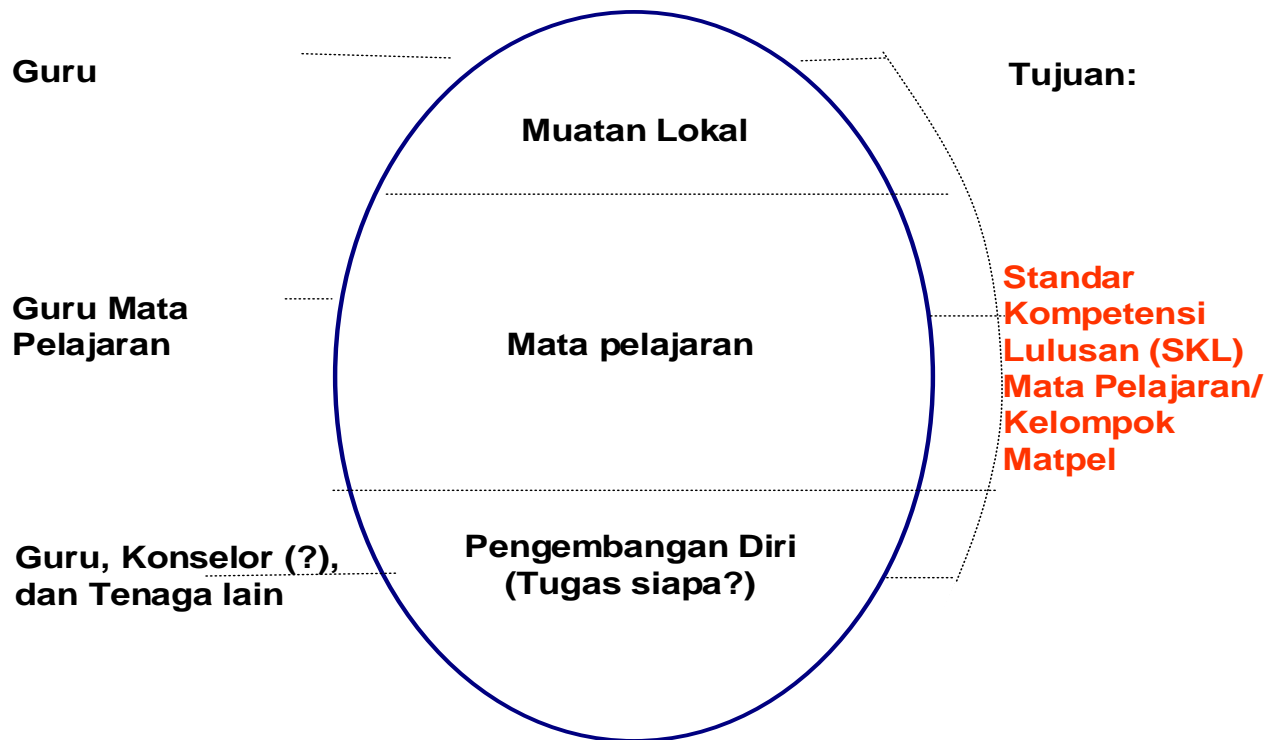 Guru
Tujuan:
Muatan Lokal
Guru Mata
Pelajaran
Mata pelajaran
Standar
Kompetensi
Lulusan (SKL)
Mata Pelajaran/
Kelompok
Matpel
Guru, Konselor (?),
dan Tenaga lain
Pengembangan Diri
(Tugas siapa?)